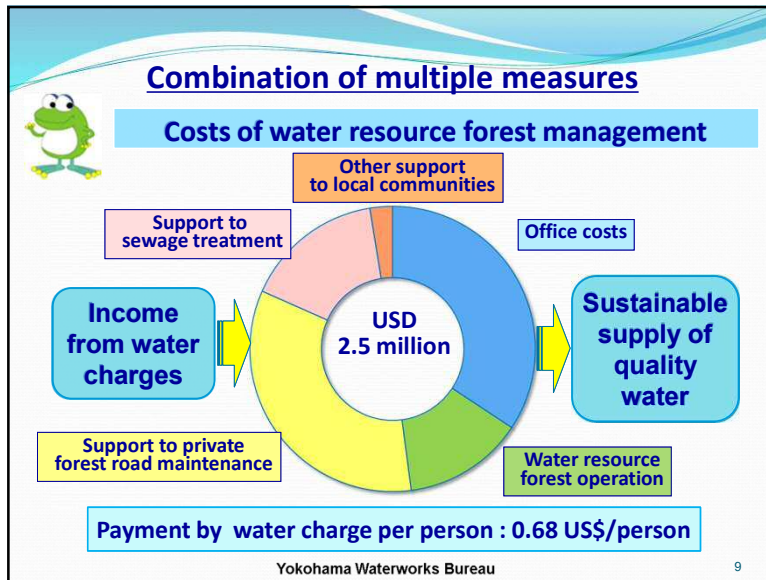 Combination of multiple measures
Costs of water resource forest management
Other support
to local communities
Support to
sewage treatment
Office costs
Income
from water
charges
USD
2.5 million
Sustainable
supply of
quality
water
Support to private
forest road maintenance
Water resource
forest operation
Payment by water charge per person : 0.68 US$/person
Yokohama Waterworks Bureau
9